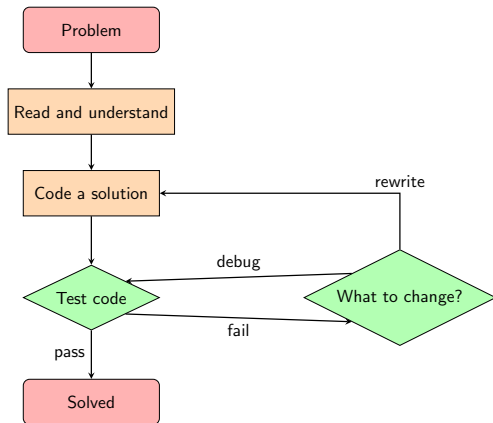 Problem
Read and understand
Code a solution
rewrite
debug
Test code
What to change?
fail
pass
Solved